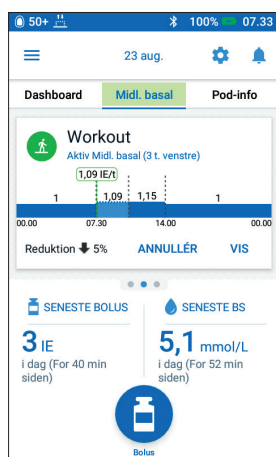 50+ 100% 07.33
23 aug.
Dashboard Midl. basal Pod-info
Workout
Aktiv Midl. basal (3 t. venstre)
1,09 IE/t
1 1,09 1,15 1
00.00 07.30 14.00 00.00
Reduktion 5% ANNULLÉR VIS
SENESTE BOLUS
3 IE
i dag (For 40 min
siden)
SENESTE BS
5,1 mmol/L
i dag (For 52 min
siden)
Bolus